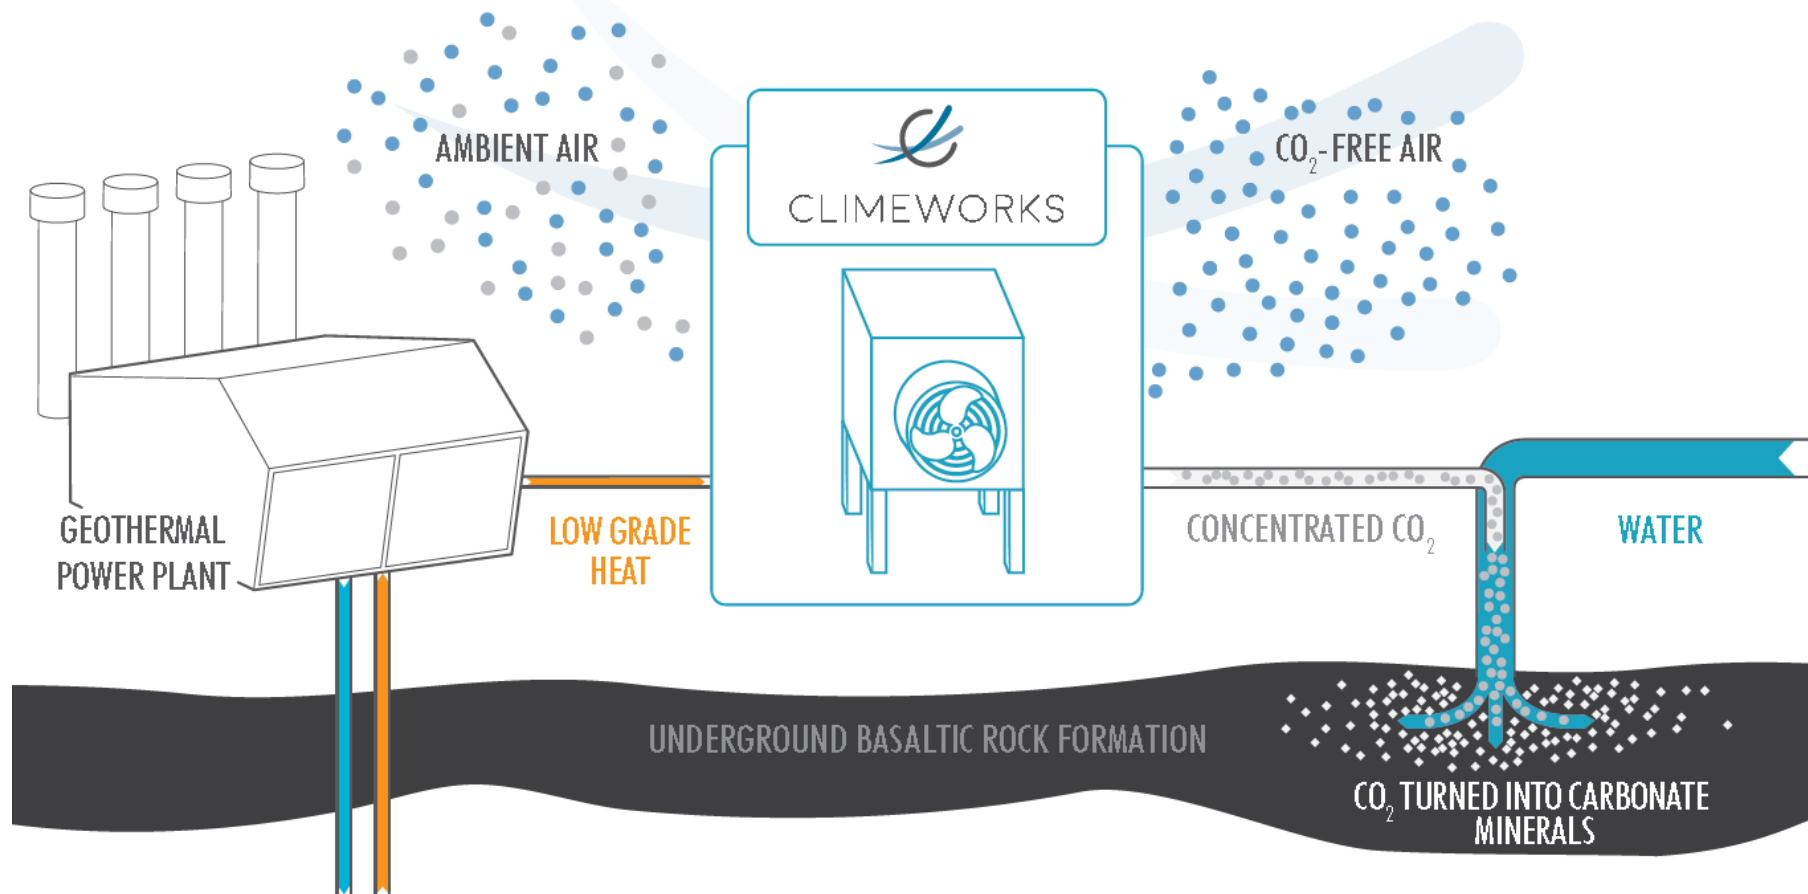 AMBIENT AIR
CLIMEWORKS
CO₂-FREE AIR
GEOTHERMAL
POWER PLANT
LOW GRADE
HEAT
CONCENTRATED CO₂
WATER
UNDERGROUND BASALTIC ROCK FORMATION
CO₂ TURNED INTO CARBONATE
MINERALS